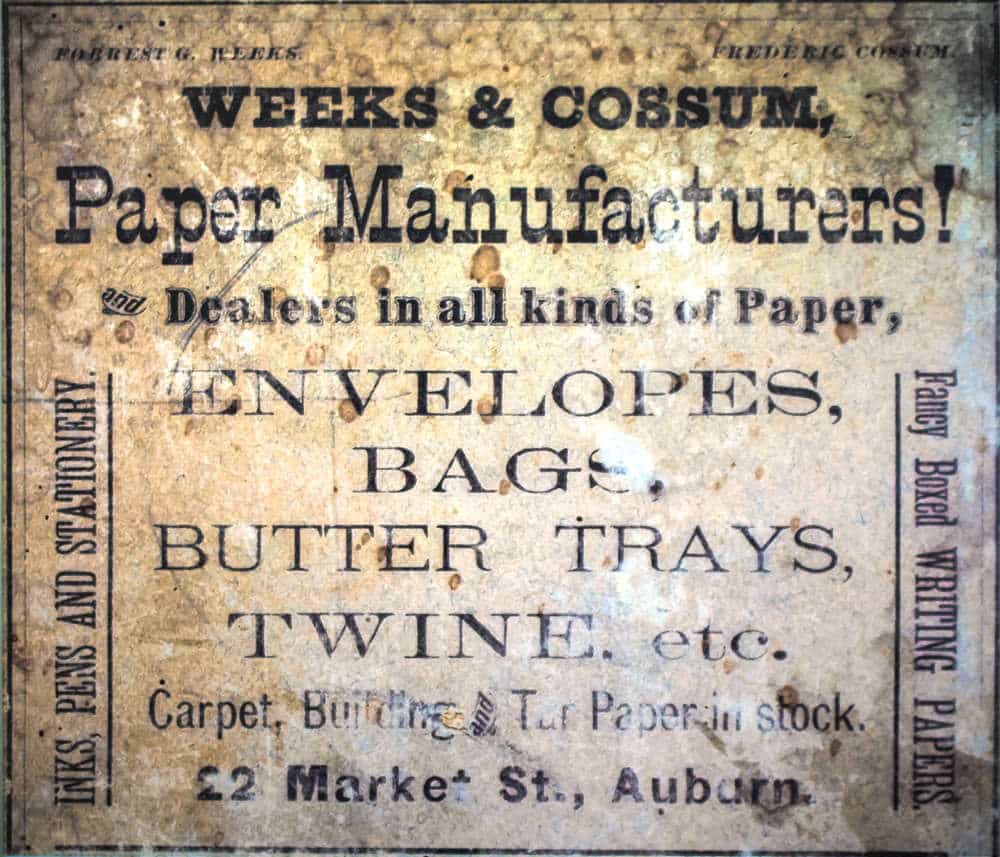 FORREST G. WEEKS.
FREDERIC COSSUM.
WEEKS & COSSUM,
Paper Manufacturers!
and Dealers in all kinds of Paper,
ENVELOPES,
BAGS,
BUTTER TRAYS,
TWINE. etc.
Carpet, Building and Tar Paper in stock.
22 Market St., Auburn.
INKS, PENS AND STATIONERY.
Fancy Boxed WRITING PAPERS.